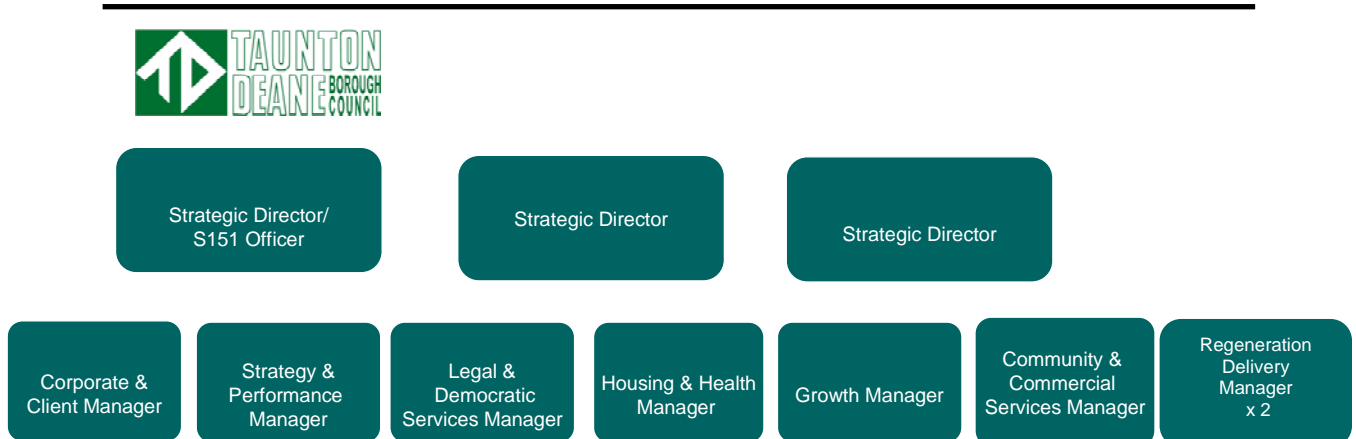 TAUNTON
DEANE BOROUGH
COUNCIL
Strategic Director/
S151 Officer
Strategic Director
Strategic Director
Corporate &
Client Manager
Strategy &
Performance
Manager
Legal &
Democratic
Services Manager
Housing & Health
Manager
Growth Manager
Community &
Commercial
Services Manager
Regeneration
Delivery
Manager
x 2